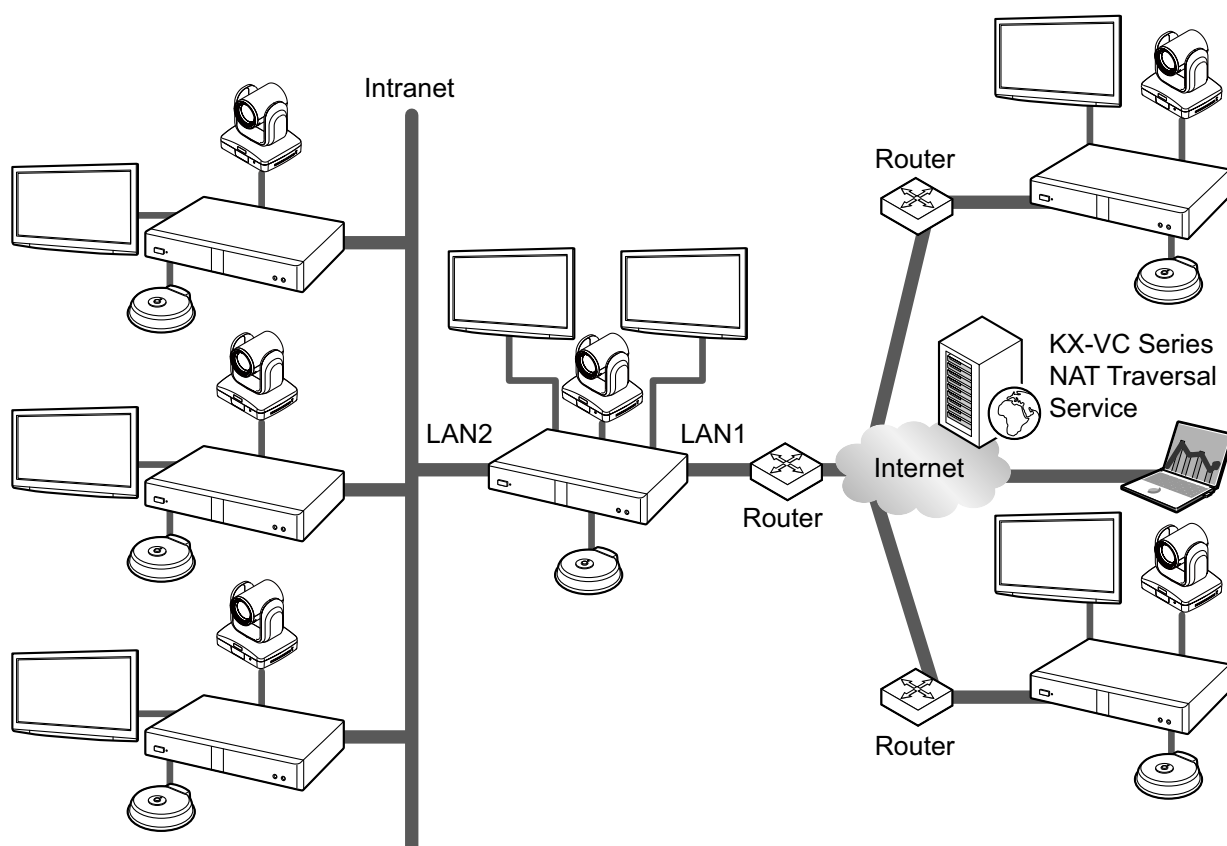 Intranet
Router
KX-VC Series
NAT Traversal
Service
LAN2
LAN1
Internet
Router
Router